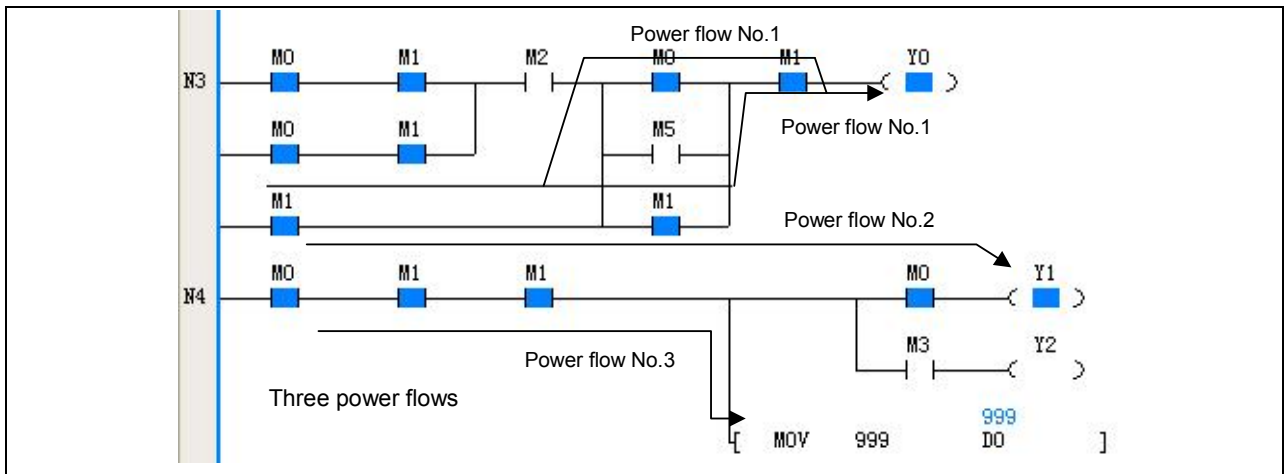 Power flow No.1
M0 M1 M2 M0 M1 Y0
N3
M0 M1 M5
Power flow No.1
M1 M1
Power flow No.2
M0 M1 M1 M0 Y1
N4
M3 Y2
Power flow No.3
Three power flows
999
MOV 999 D0